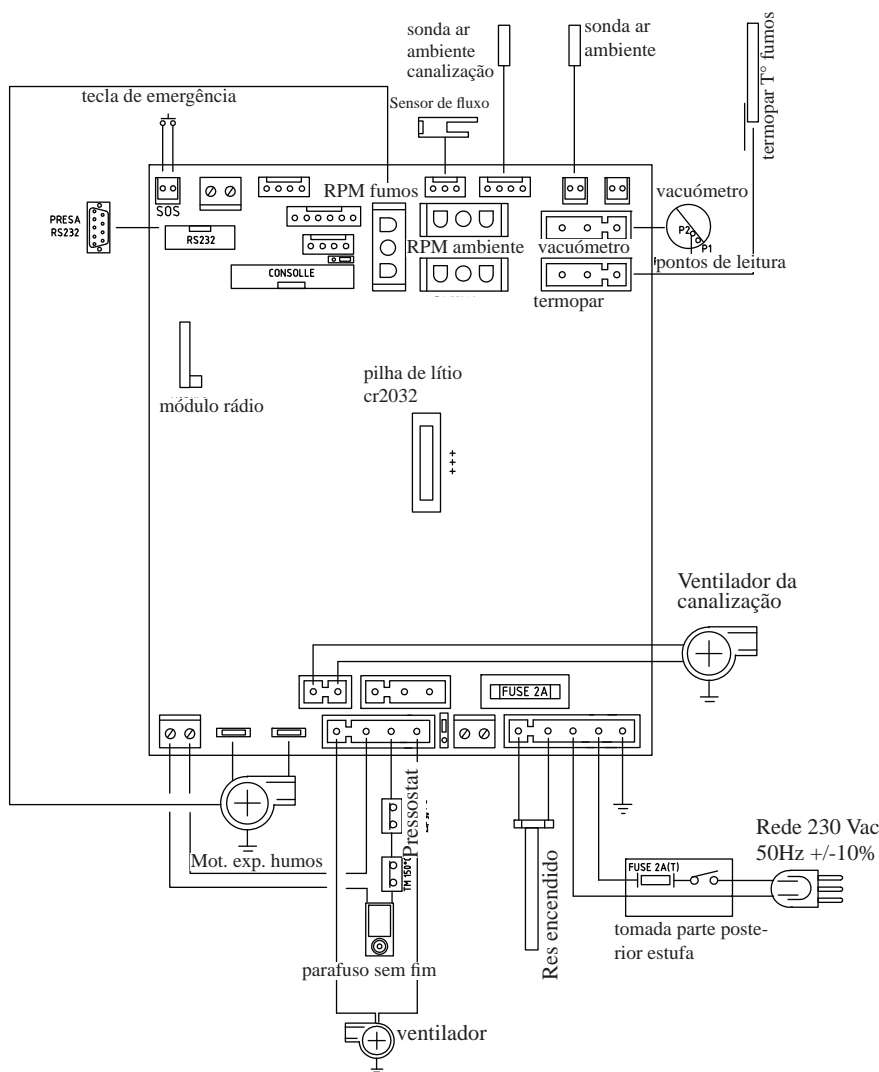 sonda ar
ambiente
canalização
sonda ar
ambiente
termopar T° fumos
tecla de emergência
Sensor de fluxo
SOS
RPM fumos
vacuómetro
PRESA
RS232
RS232
RPM ambiente
vacuómetro
P2
P1
CONSOLLE
pontos de leitura
termopar
módulo rádio
pilha de lítio
cr2032
+++
Ventilador da
canalização
FUSE 2A
Pressostat
Mot. exp. humos
TM 150°C
Res encendido
Rede 230 Vac
50Hz +/-10%
FUSE 2A(T)
tomada parte poste-
rior estufa
parafuso sem fim
ventilador